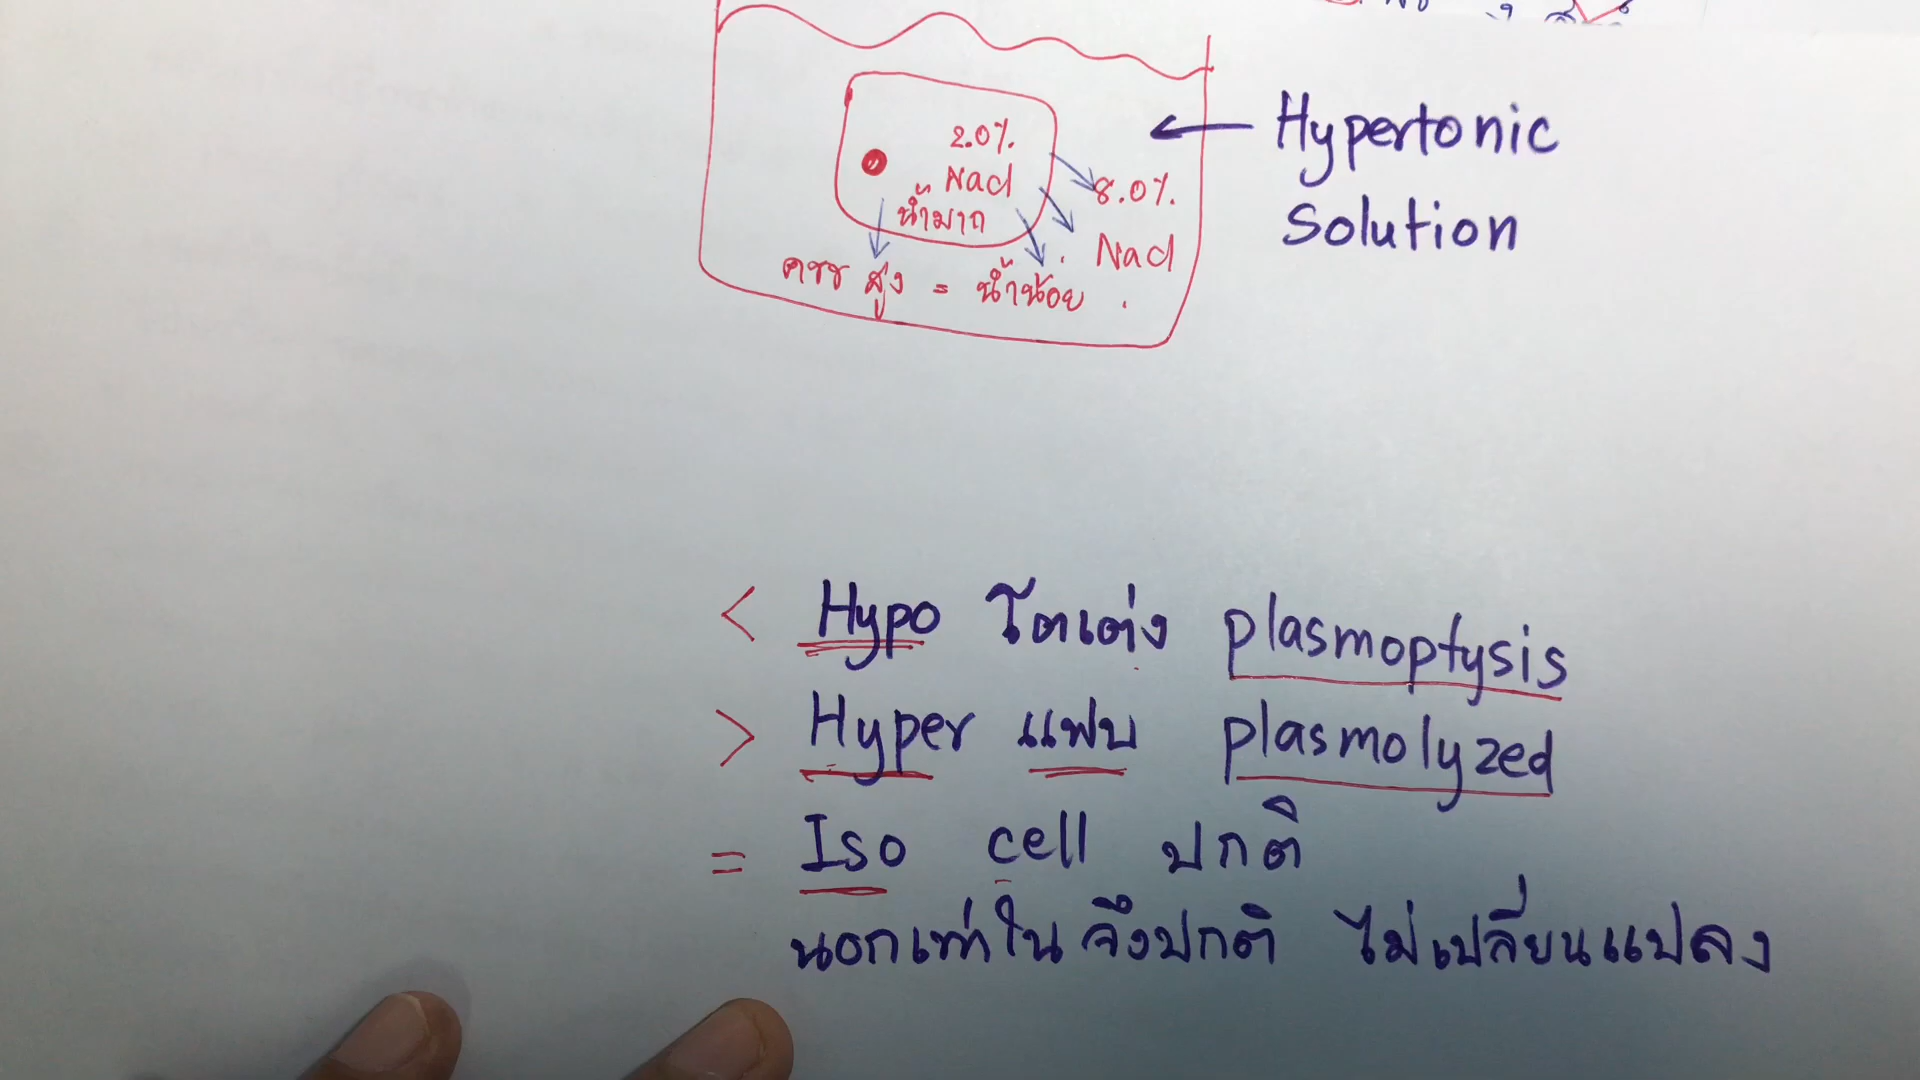 2.0%.
Nacl
น้ำมาก
8.0%.
Nacl
สูง = น้ำน้อย
← Hypertonic
Solution
< Hypo โตเต่ง plasmoptysis
> Hyper แฟบ plasmolyzed
= Iso cell ปกติ
นอกเท่าใน จึงปกติ ไม่เปลี่ยนแปลง